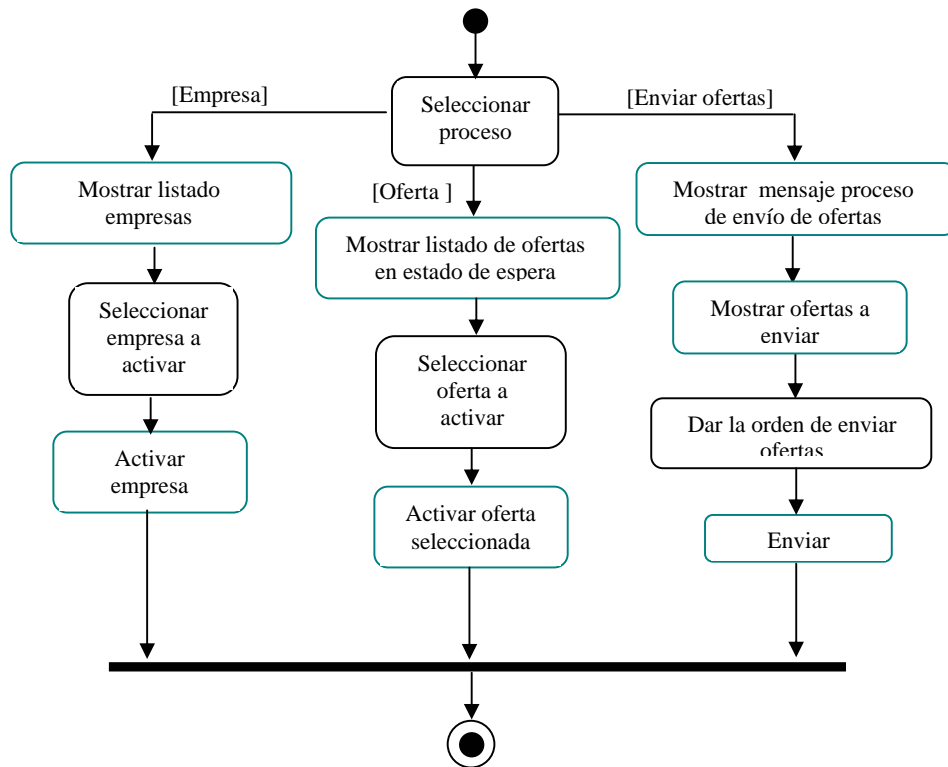 [Empresa]
Seleccionar
proceso
[Enviar ofertas]
Mostrar listado
empresas
[Oferta ]
Mostrar mensaje proceso
de envío de ofertas
Mostrar listado de ofertas
en estado de espera
Seleccionar
empresa a
activar
Mostrar ofertas a
enviar
Seleccionar
oferta a
activar
Dar la orden de enviar
ofertas
Activar
empresa
Activar oferta
seleccionada
Enviar